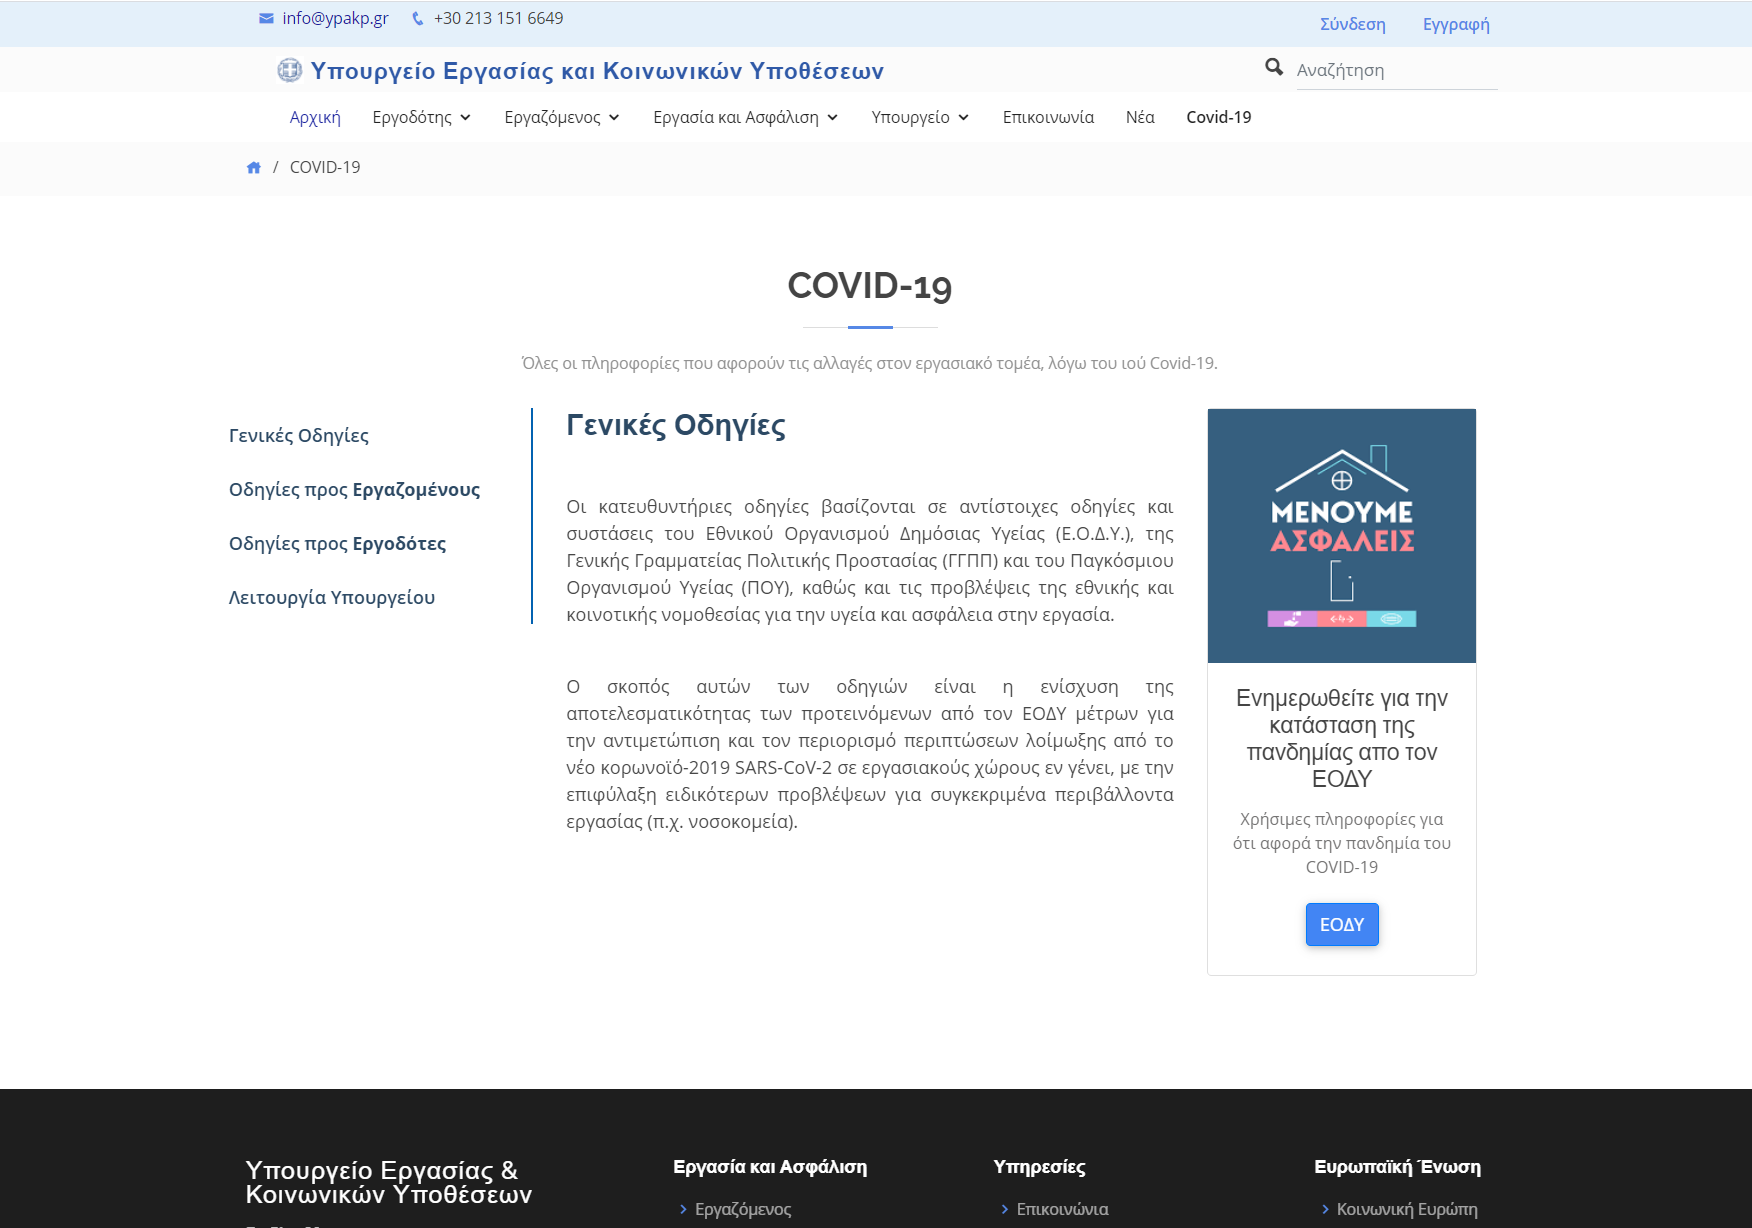 info@ypakp.gr +30 213 151 6649
Σύνδεση Εγγραφή
Υπουργείο Εργασίας και Κοινωνικών Υποθέσεων
Αναζήτηση
Αρχική Εργοδότης Εργαζόμενος Εργασία και Ασφάλιση Υπουργείο Επικοινωνία Νέα Covid-19
/ COVID-19
COVID-19
Όλες οι πληροφορίες που αφορούν τις αλλαγές στον εργασιακό τομέα, λόγω του ιού Covid-19.
Γενικές Οδηγίες
Οδηγίες προς Εργαζομένους
Οδηγίες προς Εργοδότες
Λειτουργία Υπουργείου
Γενικές Οδηγίες
Οι κατευθυντήριες οδηγίες βασίζονται σε αντίστοιχες οδηγίες και
συστάσεις του Εθνικού Οργανισμού Δημόσιας Υγείας (Ε.Ο.Δ.Υ.), της
Γενικής Γραμματείας Πολιτικής Προστασίας (ΓΓΠΠ) και του Παγκόσμιου
Οργανισμού Υγείας (ΠΟΥ), καθώς και τις προβλέψεις της εθνικής και
κοινοτικής νομοθεσίας για την υγεία και ασφάλεια στην εργασία.
Ο σκοπός αυτών των οδηγιών είναι η ενίσχυση της
αποτελεσματικότητας των προτεινόμενων από τον ΕΟΔΥ μέτρων για
την αντιμετώπιση και τον περιορισμό περιπτώσεων λοίμωξης από το
νέο κορωνοϊό-2019 SARS-CoV-2 σε εργασιακούς χώρους εν γένει, με την
επιφύλαξη ειδικότερων προβλέψεων για συγκεκριμένα περιβάλλοντα
εργασίας (π.χ. νοσοκομεία).
ΜΕΝΟΥΜΕ
ΑΣΦΑΛΕΙΣ
Ενημερωθείτε για την
κατάσταση της
πανδημίας απο τον
ΕΟΔΥ
Χρήσιμες πληροφορίες για
ότι αφορά την πανδημία του
COVID-19
ΕΟΔΥ
Υπουργείο Εργασίας &
Κοινωνικών Υποθέσεων
Εργασία και Ασφάλιση
Εργαζόμενος
Υπηρεσίες
Επικοινώνια
Ευρωπαϊκή Ένωση
Κοινωνική Ευρώπη